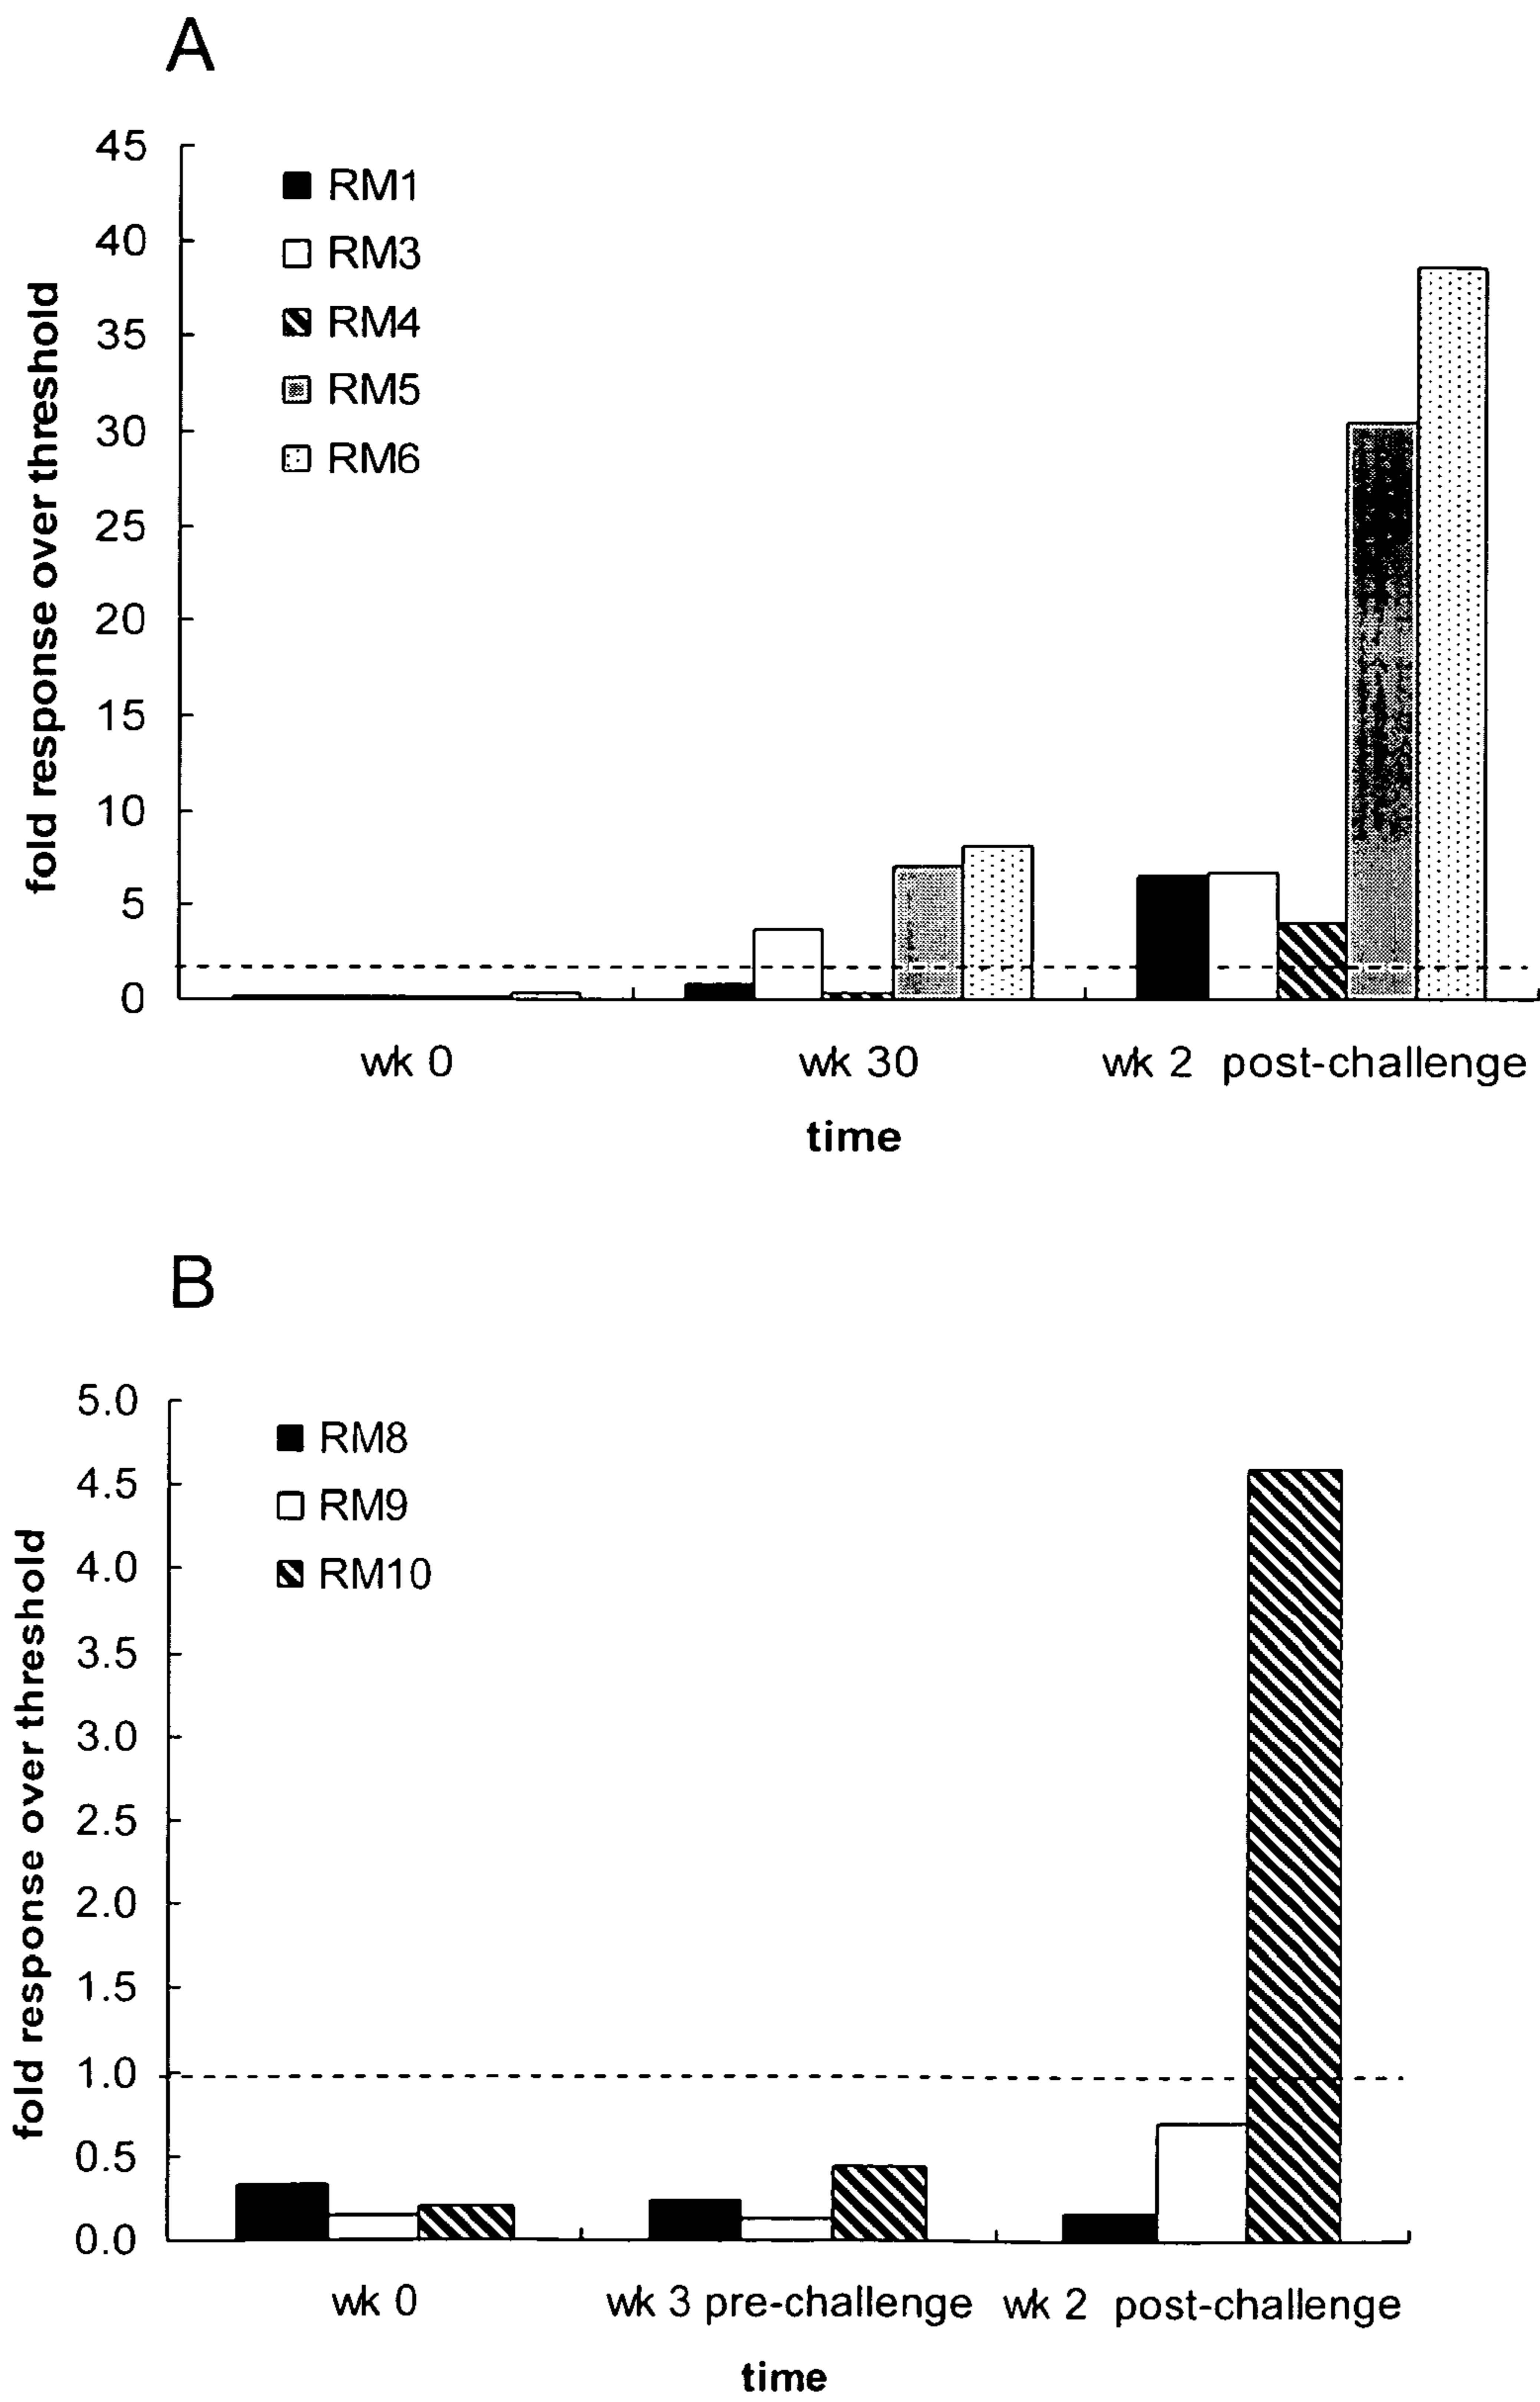 A
45
40
35
30
25
20
15
10
5
0
fold response over threshold
RM1
RM3
RM4
RM5
RM6
wk 0
wk 30
wk 2 post-challenge
time
B
5.0
4.5
4.0
3.5
3.0
2.5
2.0
1.5
1.0
0.5
0.0
fold response over threshold
RM8
RM9
RM10
wk 0
wk 3 pre-challenge
wk 2 post-challenge
time